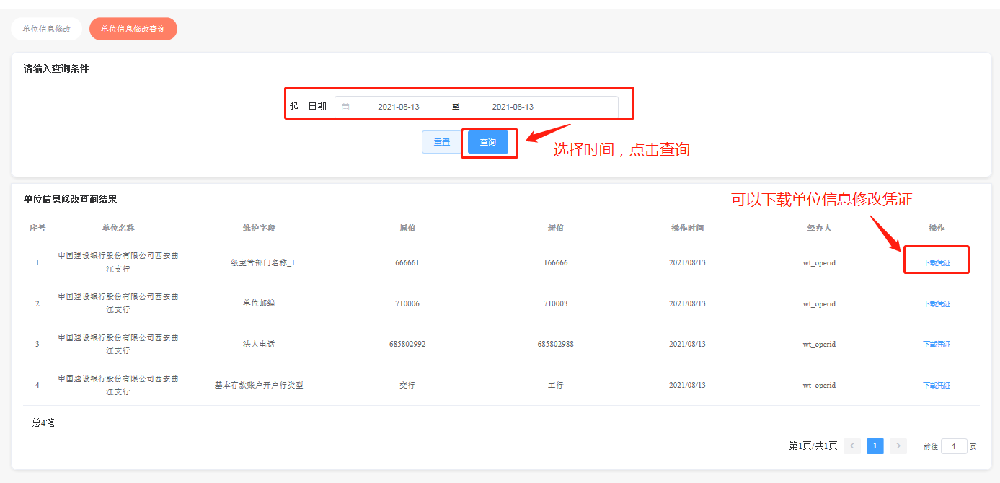 单位信息修改 单位信息修改查询
请输入查询条件
起止日期 2021-08-13 至 2021-08-13
重置 查询
选择时间，点击查询
单位信息修改查询结果
可以下载单位信息修改凭证
序号 单位名称 维护字段 原值 新值 操作时间 经办人 操作
1 中国建设银行股份有限公司西安曲 一级主管部门名称_1 666661 166666 2021/08/13 wt_operid 下载凭证
江支行
2 中国建设银行股份有限公司西安曲 单位邮编 710006 710003 2021/08/13 wt_operid 下载凭证
江支行
3 中国建设银行股份有限公司西安曲 法人电话 685802992 685802988 2021/08/13 wt_operid 下载凭证
江支行
4 中国建设银行股份有限公司西安曲 基本存款账户开户行类型 交行 工行 2021/08/13 wt_operid 下载凭证
江支行
总4笔
第1页/共1页 < 1 > 前往 1 页